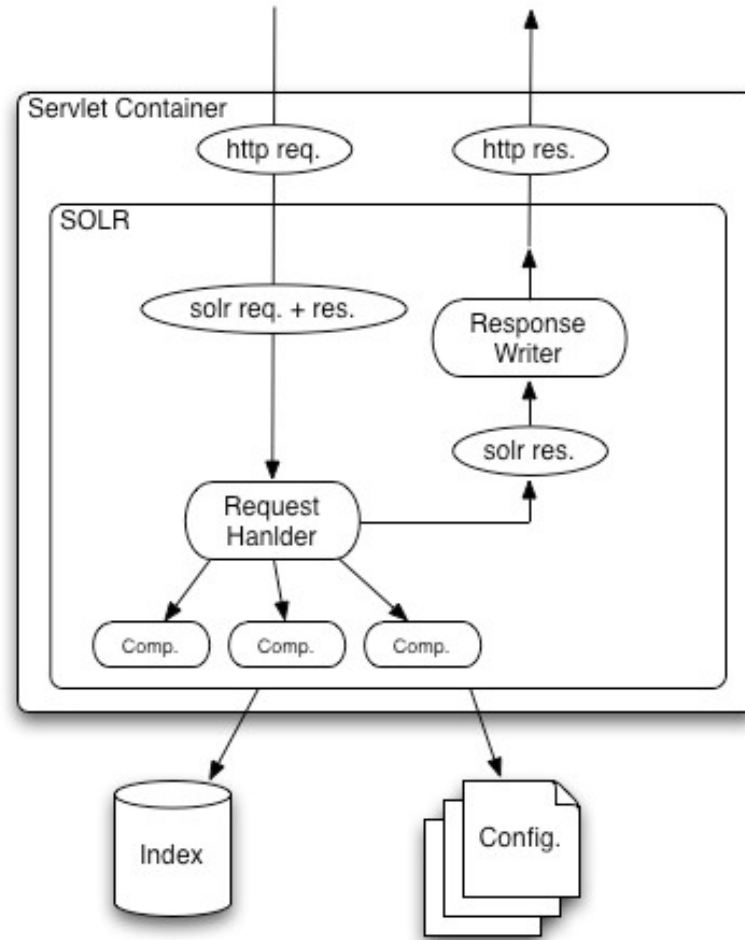 Servlet Container
http req.
http res.
SOLR
solr req. + res.
Response
Writer
solr res.
Request
Hanlder
Comp.
Comp.
Comp.
Index
Config.